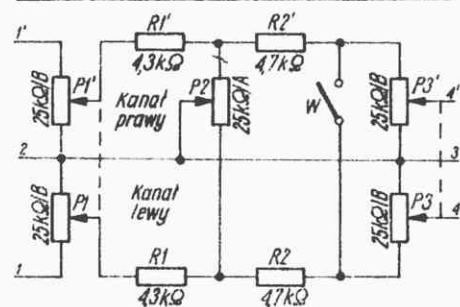 R1' R2'
1' 4,3kΩ 4,7kΩ
25kΩ/B P1' P2 25kΩ/A W P3' 25kΩ/B 4'
Kanał
prawy
2 3
Kanał
lewy
25kΩ/B P1 P3 25kΩ/B 4
R1 R2
1 4,3kΩ 4,7kΩ